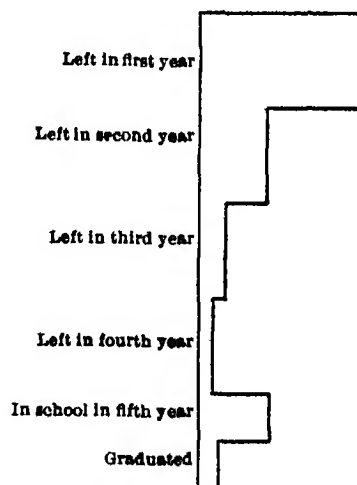 Left in first year
Left in second year
Left in third year
Left in fourth year
In school in fifth year
Graduated